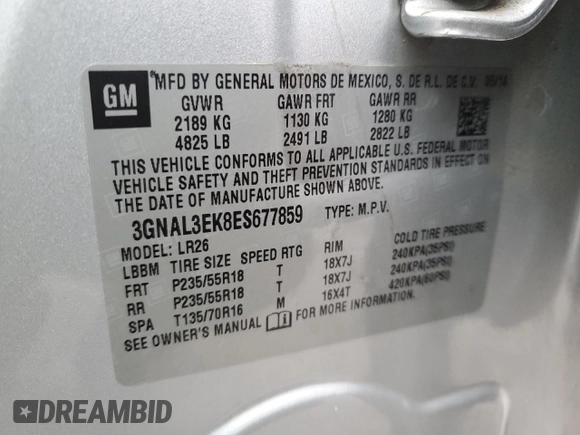 GM
MFD BY GENERAL MOTORS DE MEXICO, S. DE R.L. DE C.V. 05/14
GVWR GAWR FRT GAWR RR
2189 KG 1130 KG 1280 KG
4825 LB 2491 LB 2822 LB
THIS VEHICLE CONFORMS TO ALL APPLICABLE U.S. FEDERAL MOTOR
VEHICLE SAFETY AND THEFT PREVENTION STANDARDS IN EFFECT ON
THE DATE OF MANUFACTURE SHOWN ABOVE.
3GNAL3EK8ES677859 TYPE: M.P.V.
MODEL: LR26
LBBM TIRE SIZE SPEED RTG RIM COLD TIRE PRESSURE
FRT P235/55R18 T 18X7J 240KPA(35PSI)
RR P235/55R18 T 18X7J 240KPA(35PSI)
SPA T135/70R16 M 16X4T 420KPA(60PSI)
SEE OWNER'S MANUAL FOR MORE INFORMATION.
DREAMBID